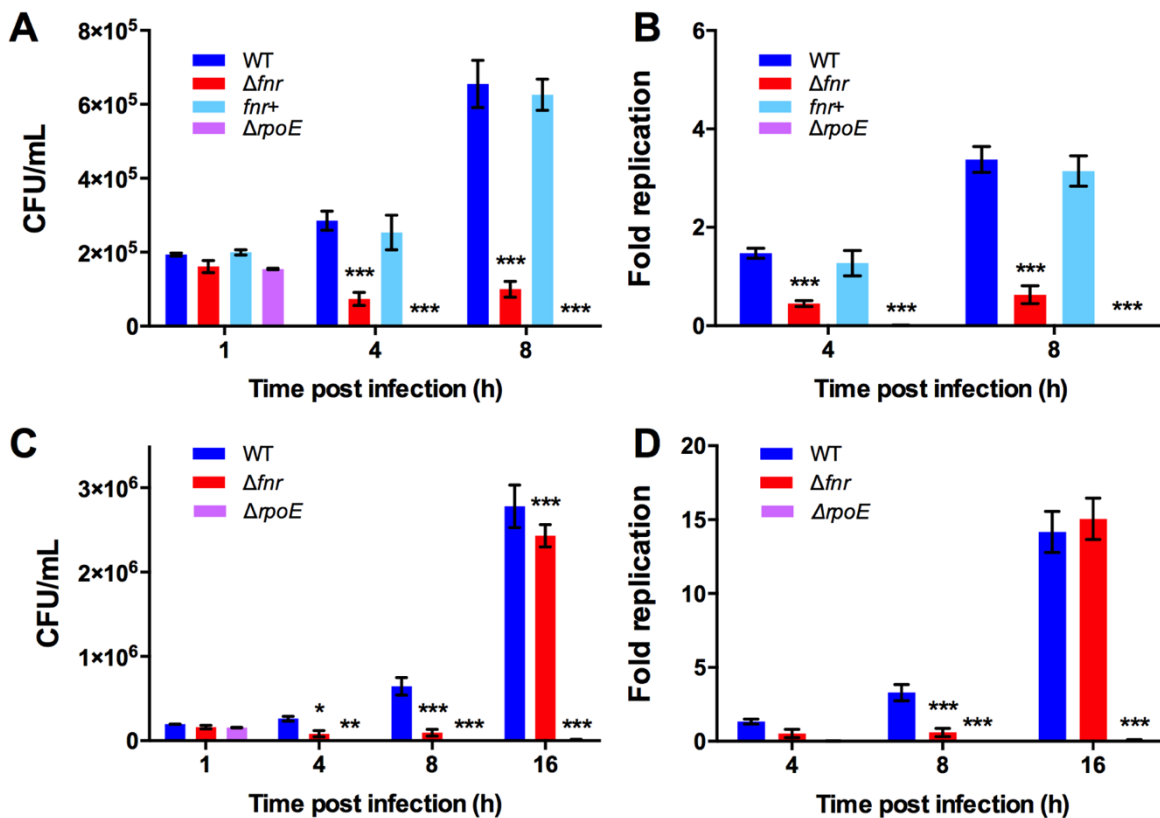 A
8×10⁵
6×10⁵
4×10⁵
2×10⁵
0
CFU/mL
WT
Δfnr
fnr+
ΔrpoE
***
***
***
***
1
4
8
Time post infection (h)
B
6
4
2
0
Fold replication
WT
Δfnr
fnr+
ΔrpoE
***
***
***
***
4
8
Time post infection (h)
C
3×10⁶
2×10⁶
1×10⁶
0
CFU/mL
WT
Δfnr
ΔrpoE
*
**
***
***
***
***
1
4
8
16
Time post infection (h)
D
20
15
10
5
0
Fold replication
WT
Δfnr
ΔrpoE
***
***
***
4
8
16
Time post infection (h)